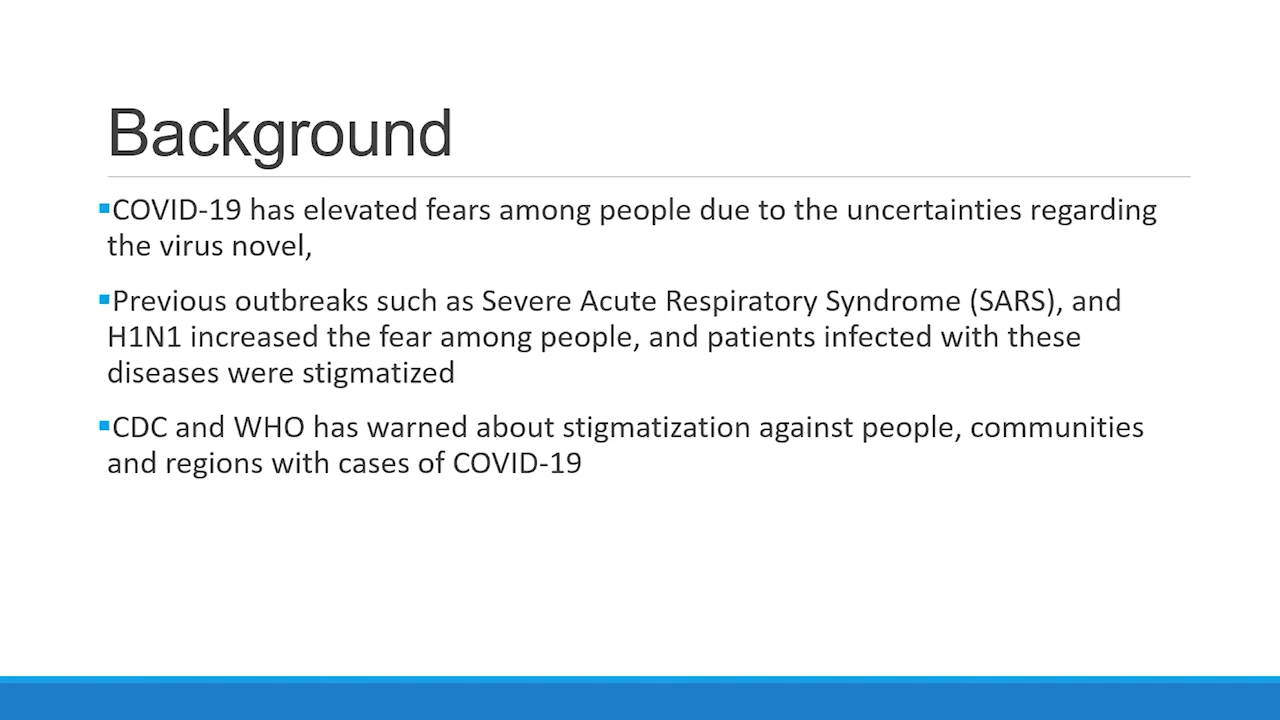 Background
▪COVID-19 has elevated fears among people due to the uncertainties regarding
the virus novel,
▪Previous outbreaks such as Severe Acute Respiratory Syndrome (SARS), and
H1N1 increased the fear among people, and patients infected with these
diseases were stigmatized
▪CDC and WHO has warned about stigmatization against people, communities
and regions with cases of COVID-19